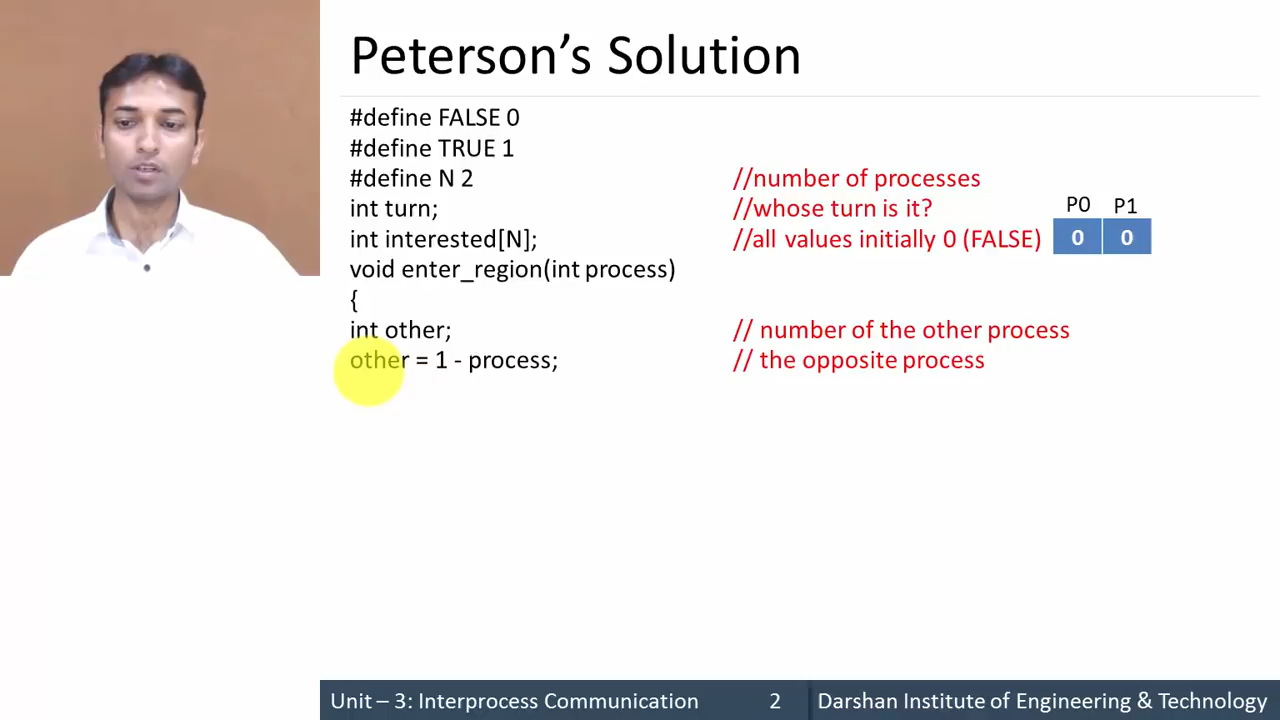 Peterson’s Solution
#define FALSE 0
#define TRUE 1
#define N 2 //number of processes
int turn; //whose turn is it?
P0 P1
int interested[N]; //all values initially 0 (FALSE) 0 0
void enter_region(int process)
{
int other; // number of the other process
other = 1 - process; // the opposite process
Unit – 3: Interprocess Communication 2 Darshan Institute of Engineering & Technology